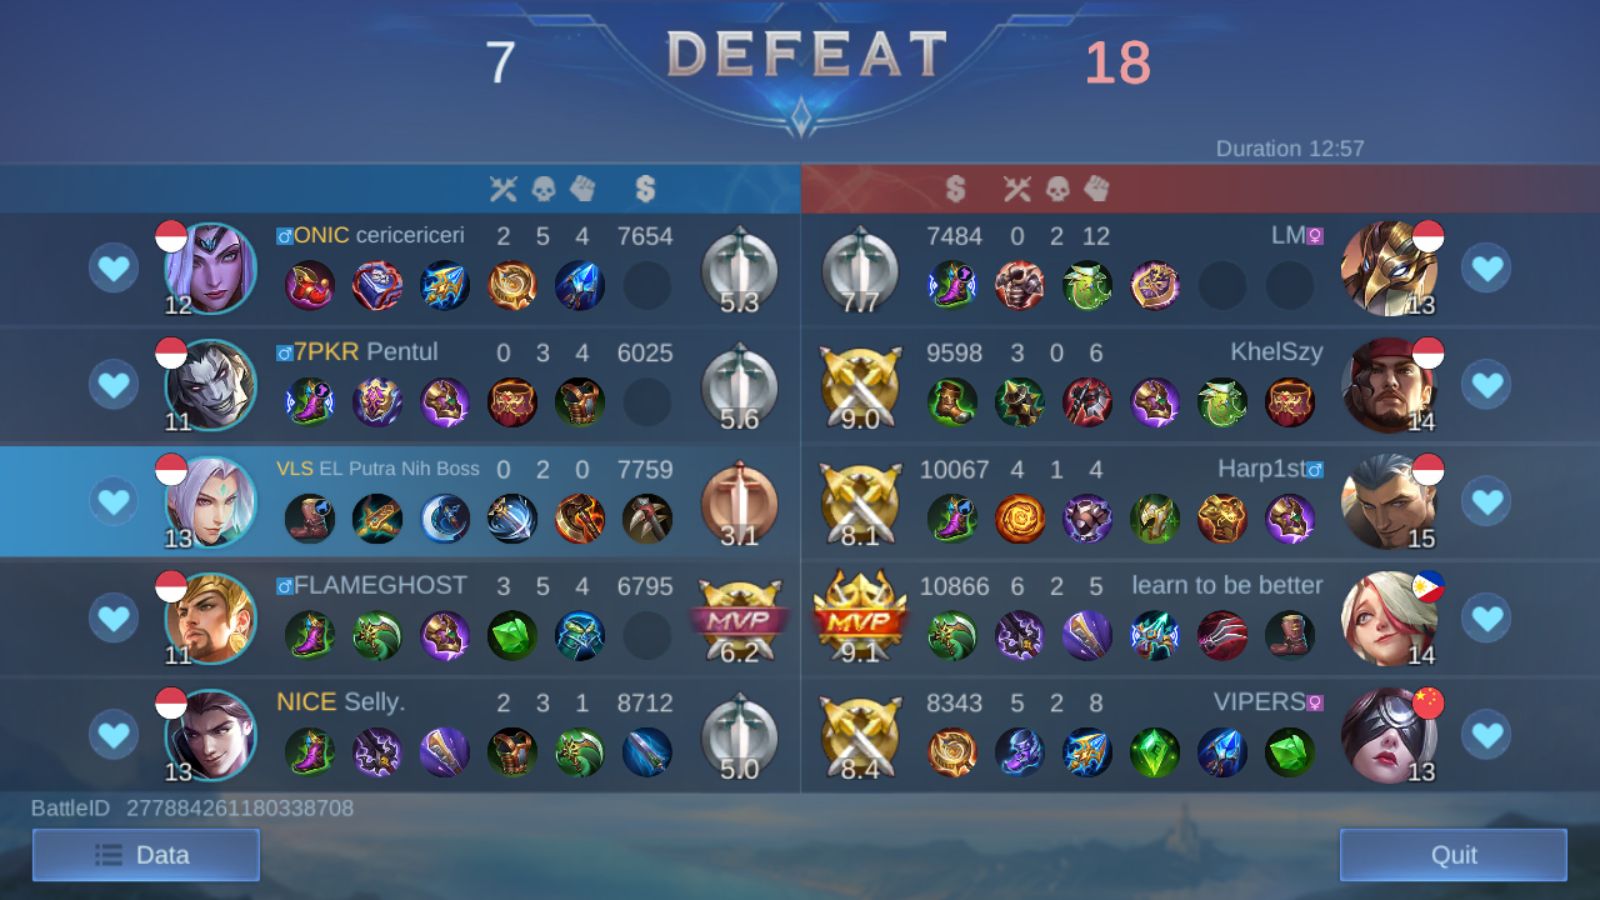 7 DEFEAT 18
Duration 12:57
12 ONIC cericericeri 2 5 4 7654 5.3
7.7 7484 0 2 12 LM 13
11 7PKR Pentul 0 3 4 6025 5.6
9.0 9598 3 0 6 KhelSzy 14
13 VLS EL Putra Nih Boss 0 2 0 7759 3.1
8.1 10067 4 1 4 Harp1st 15
11 FLAMEGHOST 3 5 4 6795 MVP 6.2
MVP 9.1 10866 6 2 5 learn to be better 14
13 NICE Selly. 2 3 1 8712 5.0
8.4 8343 5 2 8 VIPERS 13
BattleID 277884261180338708
Data
Quit